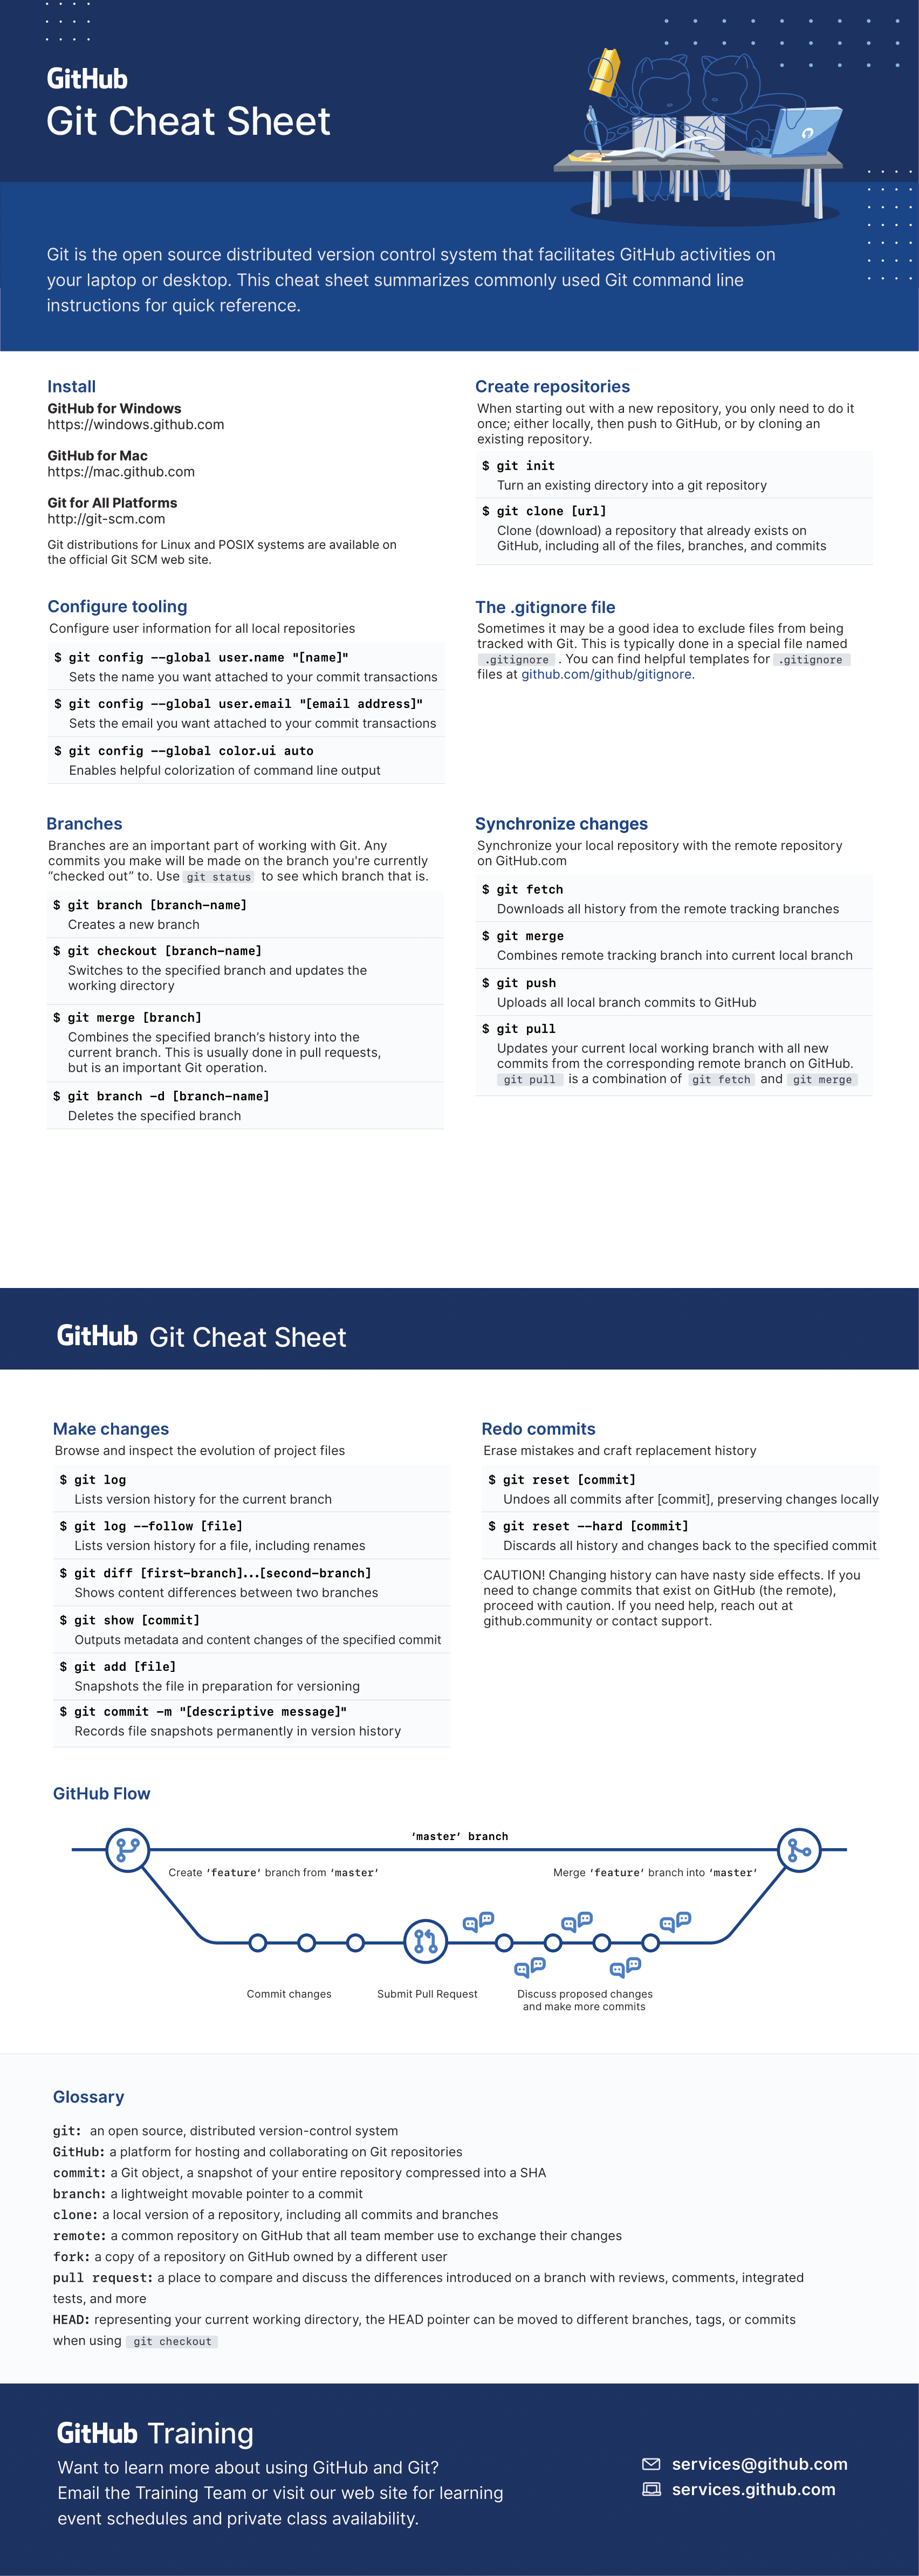 GitHub
Git Cheat Sheet
Git is the open source distributed version control system that facilitates GitHub activities on
your laptop or desktop. This cheat sheet summarizes commonly used Git command line
instructions for quick reference.
Install
GitHub for Windows
https://windows.github.com
GitHub for Mac
https://mac.github.com
Git for All Platforms
http://git-scm.com
Git distributions for Linux and POSIX systems are available on
the official Git SCM web site.
Create repositories
When starting out with a new repository, you only need to do it
once; either locally, then push to GitHub, or by cloning an
existing repository.
$ git init
Turn an existing directory into a git repository
$ git clone [url]
Clone (download) a repository that already exists on
GitHub, including all of the files, branches, and commits
Configure tooling
Configure user information for all local repositories
$ git config --global user.name "[name]"
Sets the name you want attached to your commit transactions
$ git config --global user.email "[email address]"
Sets the email you want attached to your commit transactions
$ git config --global color.ui auto
Enables helpful colorization of command line output
The .gitignore file
Sometimes it may be a good idea to exclude files from being
tracked with Git. This is typically done in a special file named
.gitignore . You can find helpful templates for .gitignore
files at github.com/github/gitignore.
Branches
Branches are an important part of working with Git. Any
commits you make will be made on the branch you're currently
“checked out” to. Use git status to see which branch that is.
$ git branch [branch-name]
Creates a new branch
$ git checkout [branch-name]
Switches to the specified branch and updates the
working directory
$ git merge [branch]
Combines the specified branch’s history into the
current branch. This is usually done in pull requests,
but is an important Git operation.
$ git branch -d [branch-name]
Deletes the specified branch
Synchronize changes
Synchronize your local repository with the remote repository
on GitHub.com
$ git fetch
Downloads all history from the remote tracking branches
$ git merge
Combines remote tracking branch into current local branch
$ git push
Uploads all local branch commits to GitHub
$ git pull
Updates your current local working branch with all new
commits from the corresponding remote branch on GitHub.
git pull is a combination of git fetch and git merge
GitHub Git Cheat Sheet
Make changes
Browse and inspect the evolution of project files
$ git log
Lists version history for the current branch
$ git log --follow [file]
Lists version history for a file, including renames
$ git diff [first-branch]...[second-branch]
Shows content differences between two branches
$ git show [commit]
Outputs metadata and content changes of the specified commit
$ git add [file]
Snapshots the file in preparation for versioning
$ git commit -m "[descriptive message]"
Records file snapshots permanently in version history
Redo commits
Erase mistakes and craft replacement history
$ git reset [commit]
Undoes all commits after [commit], preserving changes locally
$ git reset --hard [commit]
Discards all history and changes back to the specified commit
CAUTION! Changing history can have nasty side effects. If you
need to change commits that exist on GitHub (the remote),
proceed with caution. If you need help, reach out at
github.community or contact support.
GitHub Flow
‘master‘ branch
Create ‘feature‘ branch from ‘master‘
Merge ‘feature‘ branch into ‘master‘
Commit changes
Submit Pull Request
Discuss proposed changes
and make more commits
Glossary
git: an open source, distributed version-control system
GitHub: a platform for hosting and collaborating on Git repositories
commit: a Git object, a snapshot of your entire repository compressed into a SHA
branch: a lightweight movable pointer to a commit
clone: a local version of a repository, including all commits and branches
remote: a common repository on GitHub that all team member use to exchange their changes
fork: a copy of a repository on GitHub owned by a different user
pull request: a place to compare and discuss the differences introduced on a branch with reviews, comments, integrated
tests, and more
HEAD: representing your current working directory, the HEAD pointer can be moved to different branches, tags, or commits
when using git checkout
GitHub Training
Want to learn more about using GitHub and Git?
Email the Training Team or visit our web site for learning
event schedules and private class availability.
services@github.com
services.github.com